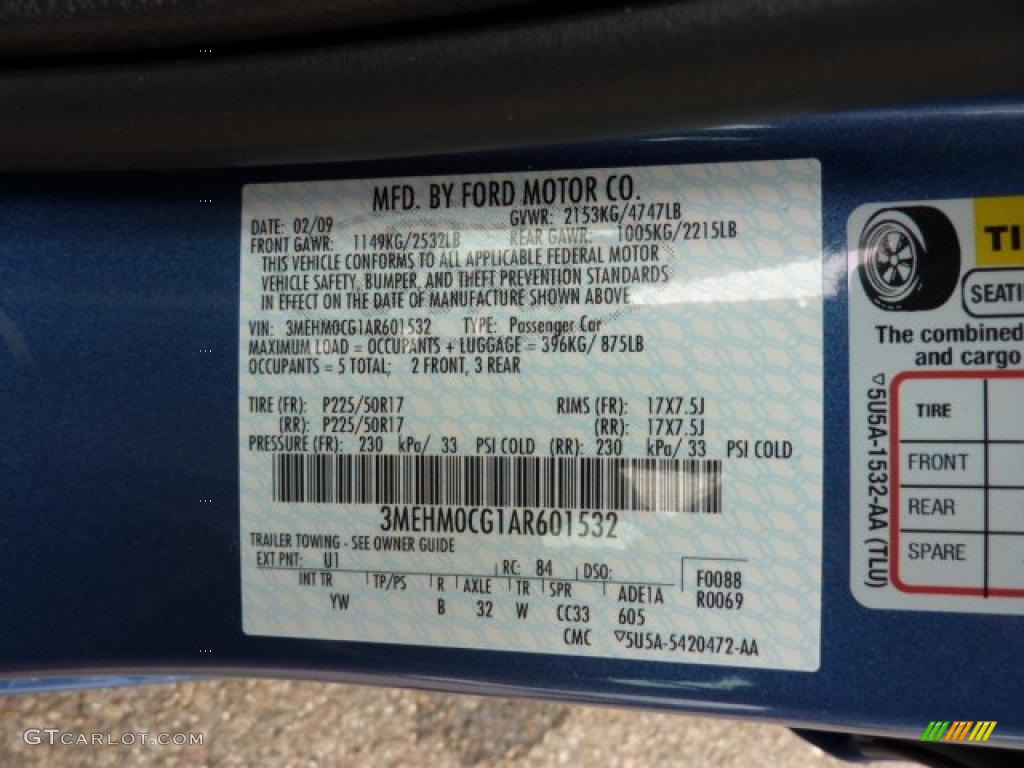 MFD. BY FORD MOTOR CO.
DATE: 02/09 GVWR: 2153KG/4747LB
FRONT GAWR: 1149KG/2532LB REAR GAWR: 1005KG/2215LB
THIS VEHICLE CONFORMS TO ALL APPLICABLE FEDERAL MOTOR
VEHICLE SAFETY, BUMPER, AND THEFT PREVENTION STANDARDS
IN EFFECT ON THE DATE OF MANUFACTURE SHOWN ABOVE.
VIN: 3MEHM0CG1AR601532 TYPE: Passenger Car
MAXIMUM LOAD = OCCUPANTS + LUGGAGE = 396KG/ 875LB
OCCUPANTS = 5 TOTAL; 2 FRONT, 3 REAR
TIRE (FR): P225/50R17 RIMS (FR): 17X7.5J
(RR): P225/50R17 (RR): 17X7.5J
PRESSURE (FR): 230 kPa/ 33 PSI COLD (RR): 230 kPa/ 33 PSI COLD
3MEHM0CG1AR601532
TRAILER TOWING - SEE OWNER GUIDE
EXT PNT: U1 RC: 84 DSO: F0088
INT TR TP/PS R AXLE TR SPR ADE1A R0069
YW B 32 W CC33 605
CMC ▽5U5A-5420472-AA
TI
SEATI
The combined
and cargo
▽5U5A-1532-AA (TLU)
TIRE
FRONT
REAR
SPARE
GTCARLOT.COM